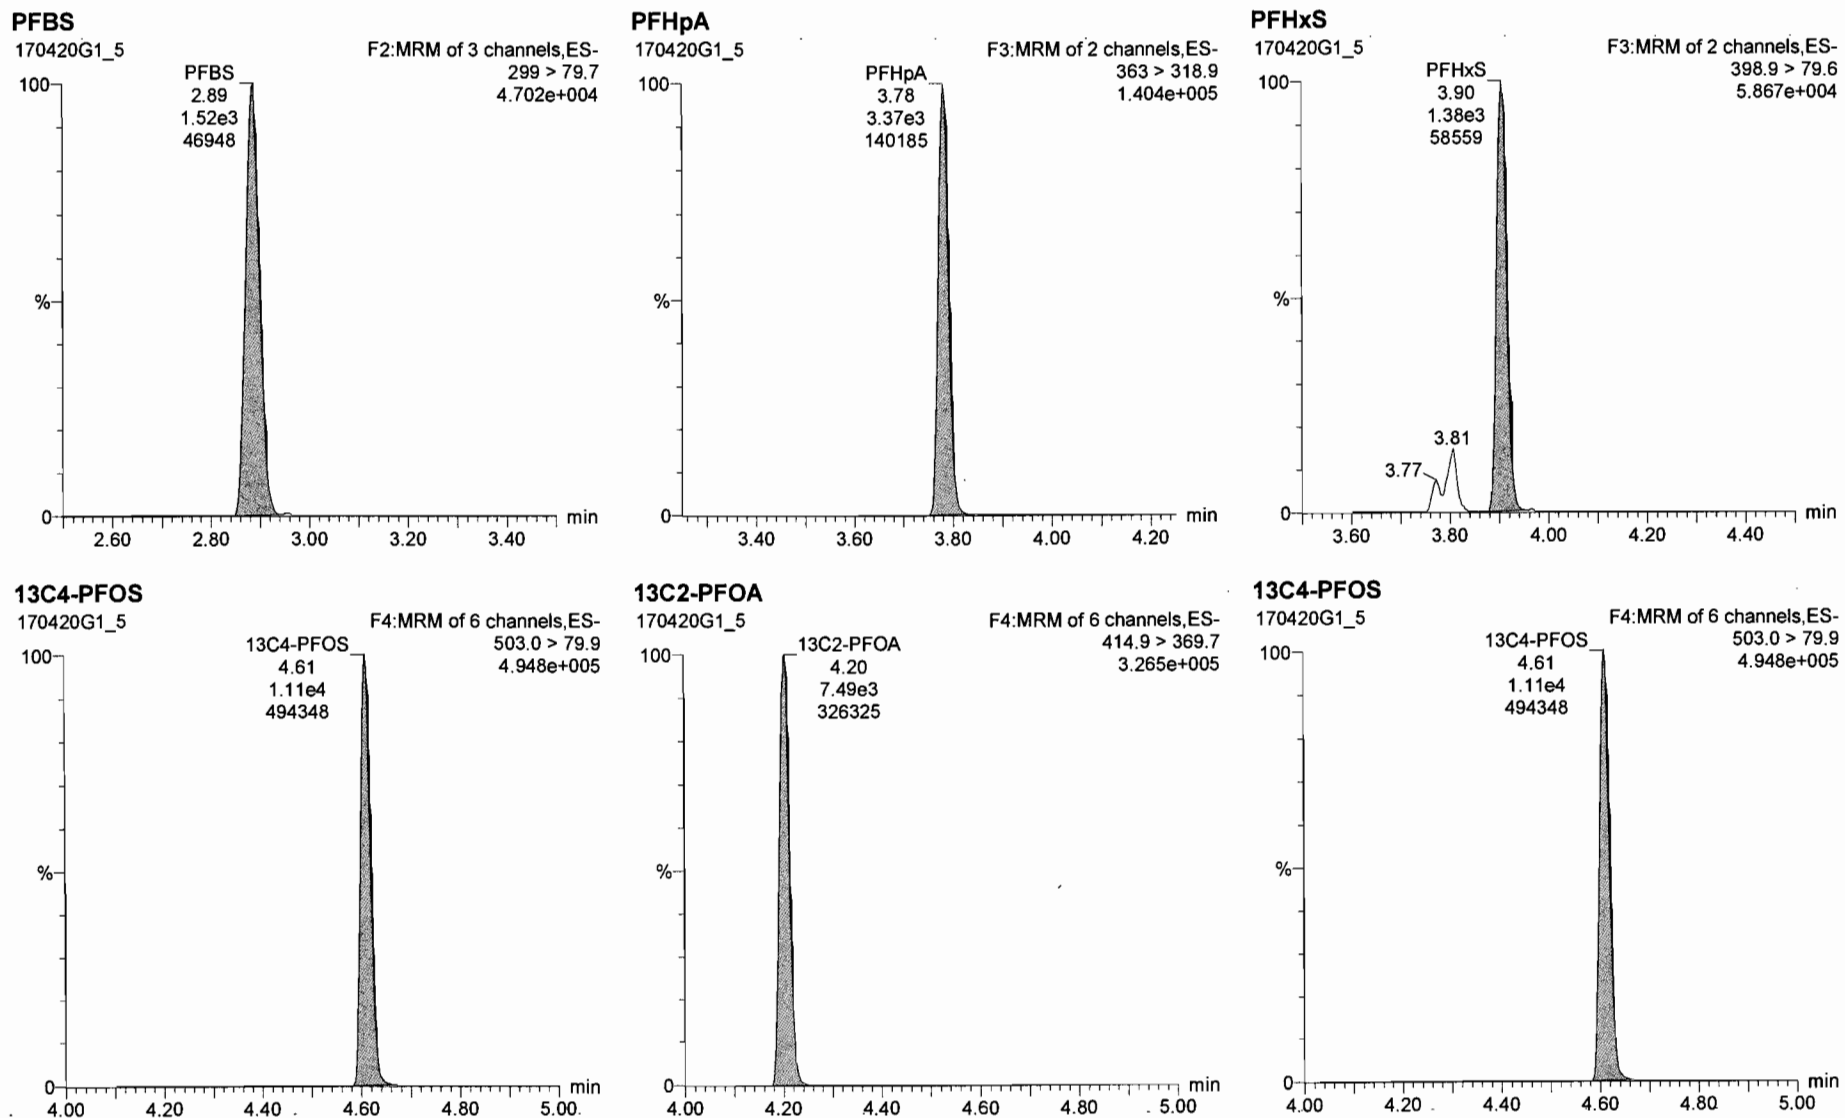 PFBS
170420G1_5
F2:MRM of 3 channels,ES-
299 > 79.7
4.702e+004
PFBS
2.89
1.52e3
46948
100
%
0
min
2.60 2.80 3.00 3.20 3.40
PFHpA
170420G1_5
F3:MRM of 2 channels,ES-
363 > 318.9
1.404e+005
PFHpA
3.78
3.37e3
140185
100
%
0
min
3.40 3.60 3.80 4.00 4.20
PFHxS
170420G1_5
F3:MRM of 2 channels,ES-
398.9 > 79.6
5.867e+004
PFHxS
3.90
1.38e3
58559
100
%
3.81
3.77
0
min
3.60 3.80 4.00 4.20 4.40
13C4-PFOS
170420G1_5
F4:MRM of 6 channels,ES-
503.0 > 79.9
4.948e+005
13C4-PFOS
4.61
1.11e4
494348
100
%
0
min
4.00 4.20 4.40 4.60 4.80 5.00
13C2-PFOA
170420G1_5
F4:MRM of 6 channels,ES-
414.9 > 369.7
3.265e+005
13C2-PFOA
4.20
7.49e3
326325
100
%
0
min
4.00 4.20 4.40 4.60 4.80 5.00
13C4-PFOS
170420G1_5
F4:MRM of 6 channels,ES-
503.0 > 79.9
4.948e+005
13C4-PFOS
4.61
1.11e4
494348
100
%
0
min
4.00 4.20 4.40 4.60 4.80 5.00